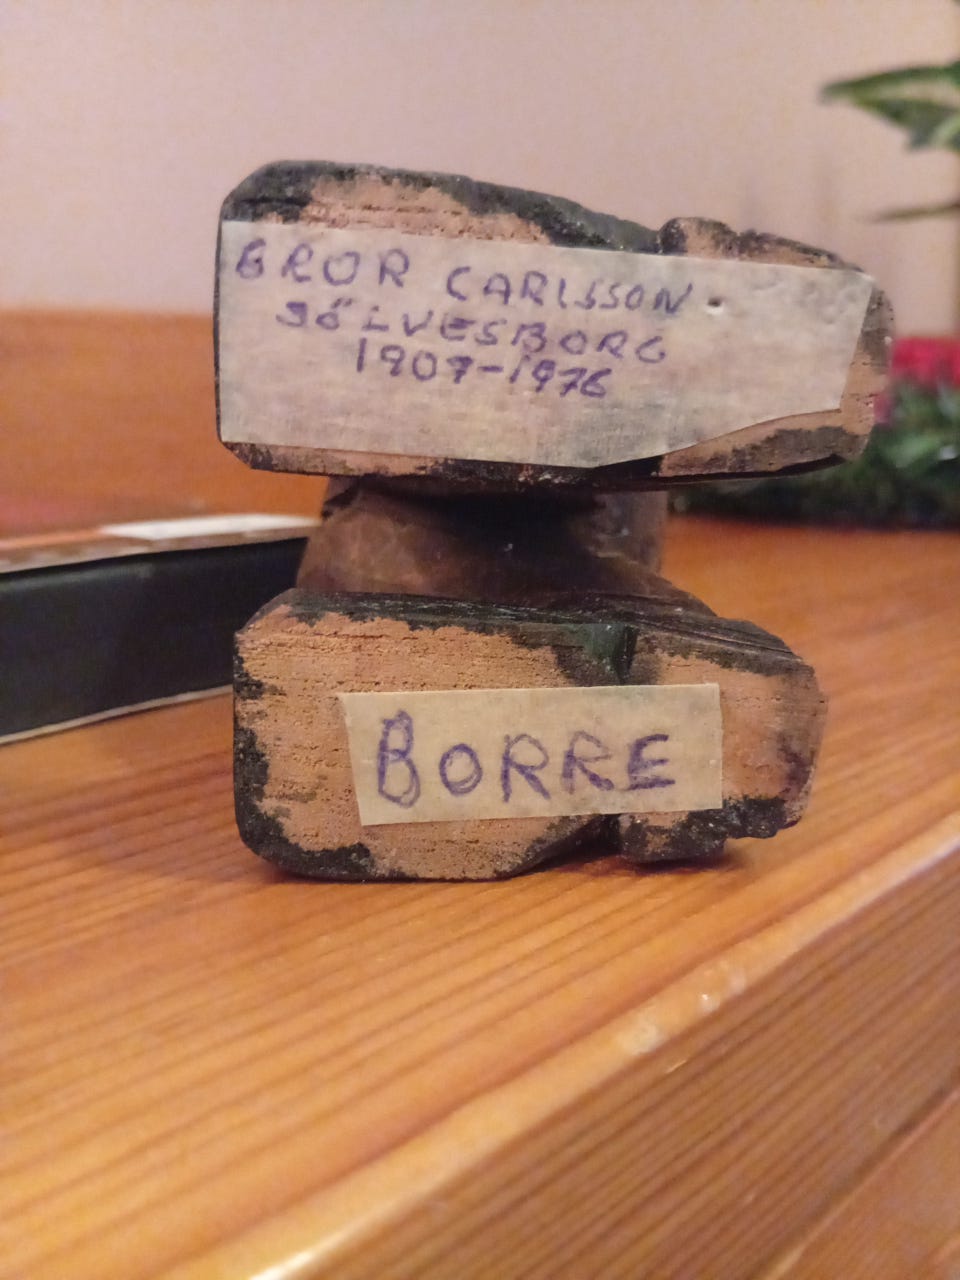 BROR CARLSSON
SÖLVESBORG
1907-1976
BORRE